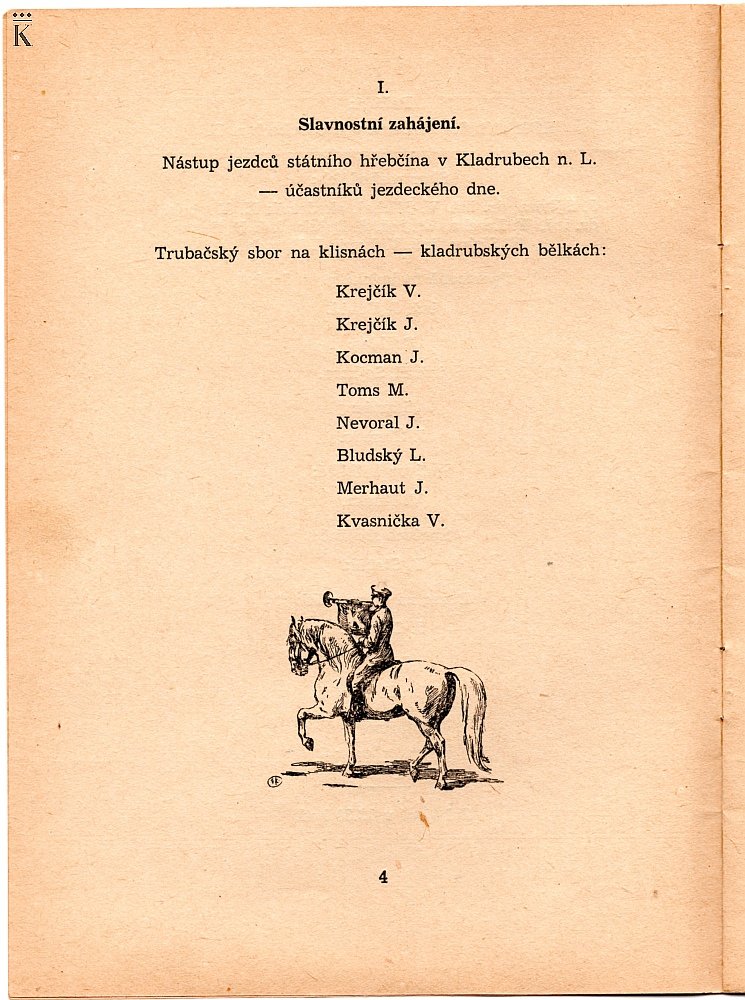 K
I.
Slavnostní zahájení.
Nástup jezdců státního hřebčína v Kladrubech n. L.
— účastníků jezdeckého dne.
Trubačský sbor na klisnách — kladrubských bělkách:
Krejčík V.
Krejčík J.
Kocman J.
Toms M.
Nevoral J.
Bludský L.
Merhaut J.
Kvasnička V.
4